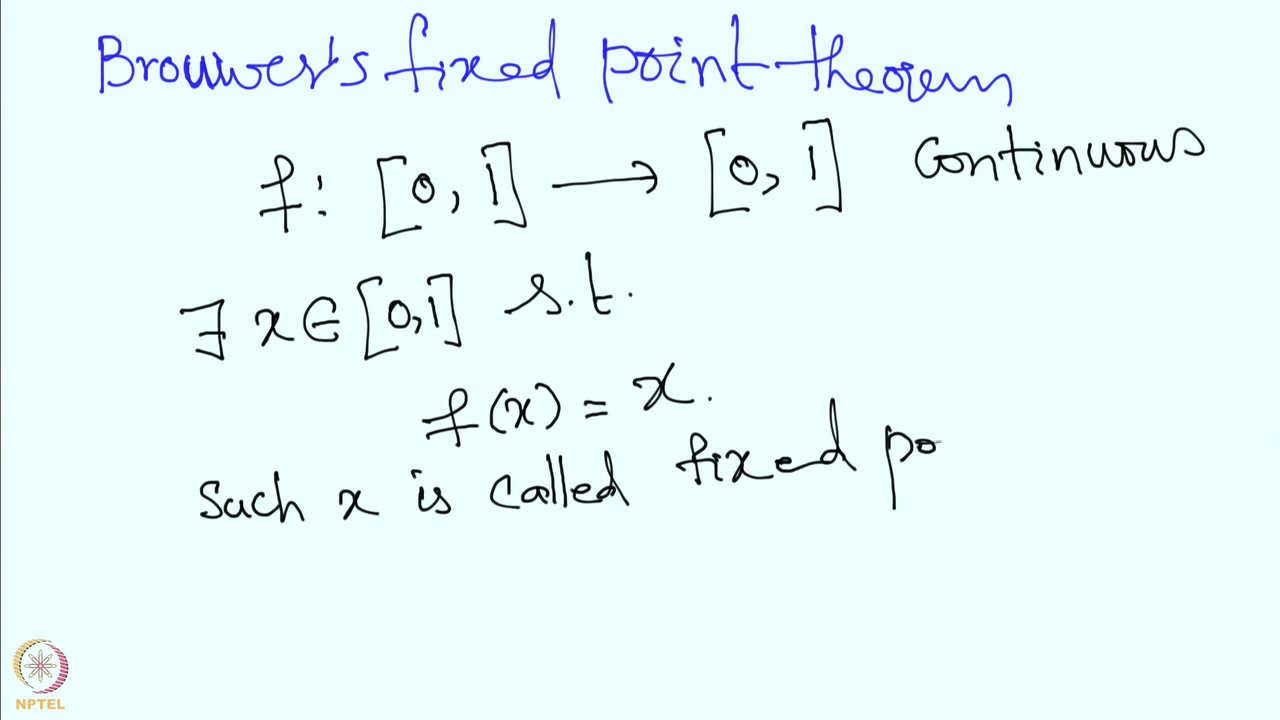 Brouwer's fixed point theorem
f: [0, 1] ⟶ [0, 1] continuous
∃ x ∈ [0,1] s.t.
f(x) = x.
Such x is called fixed po
NPTEL